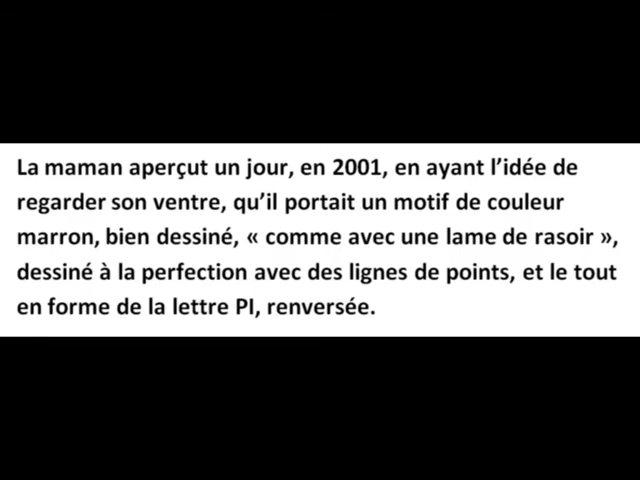 La maman aperçut un jour, en 2001, en ayant l’idée de
regarder son ventre, qu’il portait un motif de couleur
marron, bien dessiné, « comme avec une lame de rasoir »,
dessiné à la perfection avec des lignes de points, et le tout
en forme de la lettre PI, renversée.